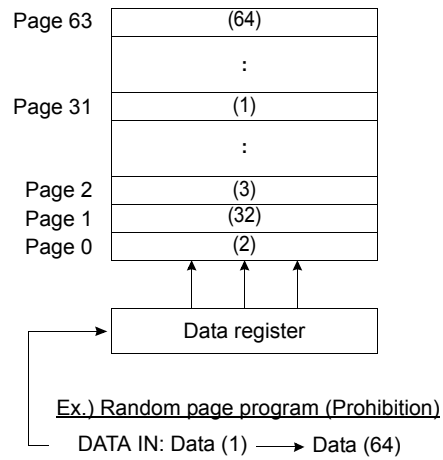 Page 63 (64)
:
Page 31 (1)
:
Page 2 (3)
Page 1 (32)
Page 0 (2)
Data register
Ex.) Random page program (Prohibition)
DATA IN: Data (1) Data (64)